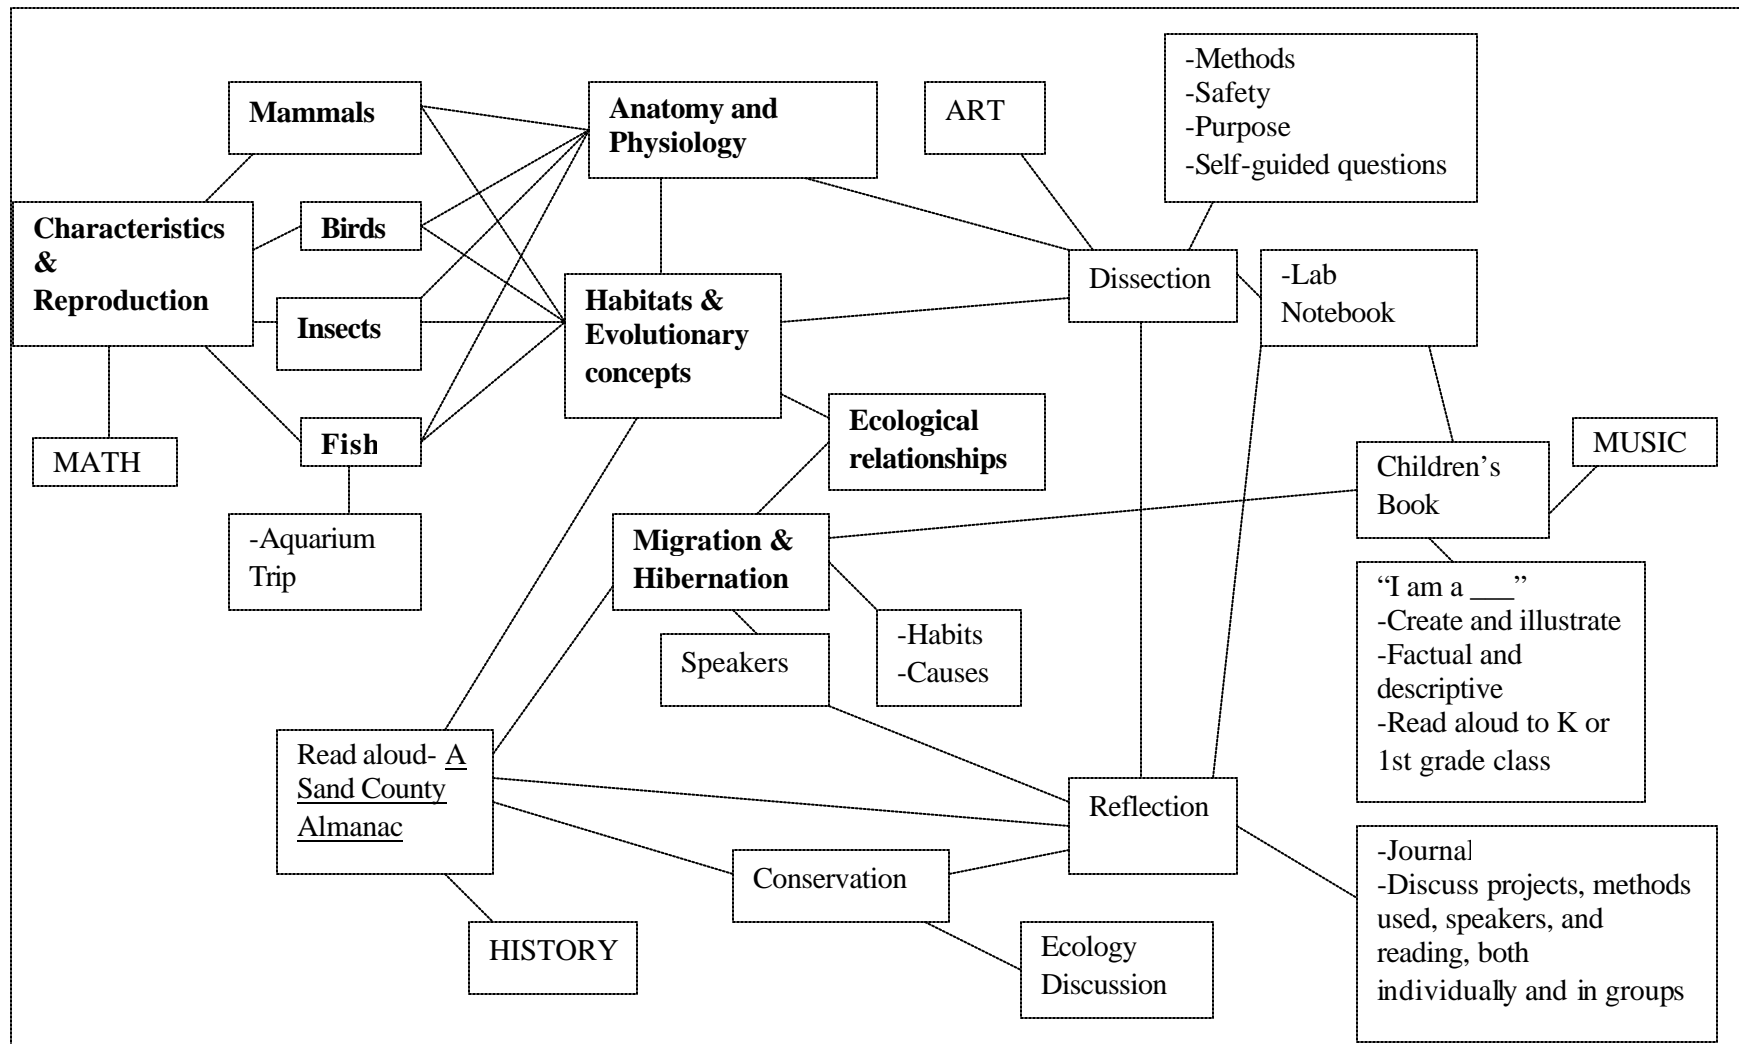 Mammals
Anatomy and
Physiology
ART
-Methods
-Safety
-Purpose
-Self-guided questions
Characteristics
&
Reproduction
Birds
Insects
Fish
MATH
-Aquarium
Trip
Habitats &
Evolutionary
concepts
Dissection
-Lab
Notebook
Ecological
relationships
Migration &
Hibernation
Children's
Book
MUSIC
Speakers
-Habits
-Causes
“I am a ___”
-Create and illustrate
-Factual and
descriptive
-Read aloud to K or
1st grade class
Read aloud- A
Sand County
Almanac
Reflection
Conservation
HISTORY
Ecology
Discussion
-Journal
-Discuss projects, methods
used, speakers, and
reading, both
individually and in groups